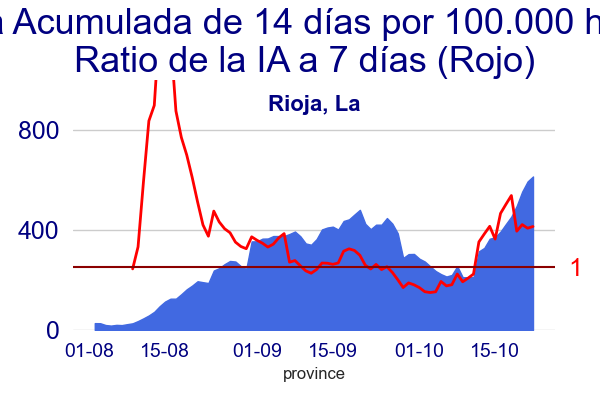 a Acumulada de 14 días por 100.000 h
Ratio de la IA a 7 días (Rojo)
Rioja, La
800
400
0
1
01-08 15-08 01-09 15-09 01-10 15-10
province